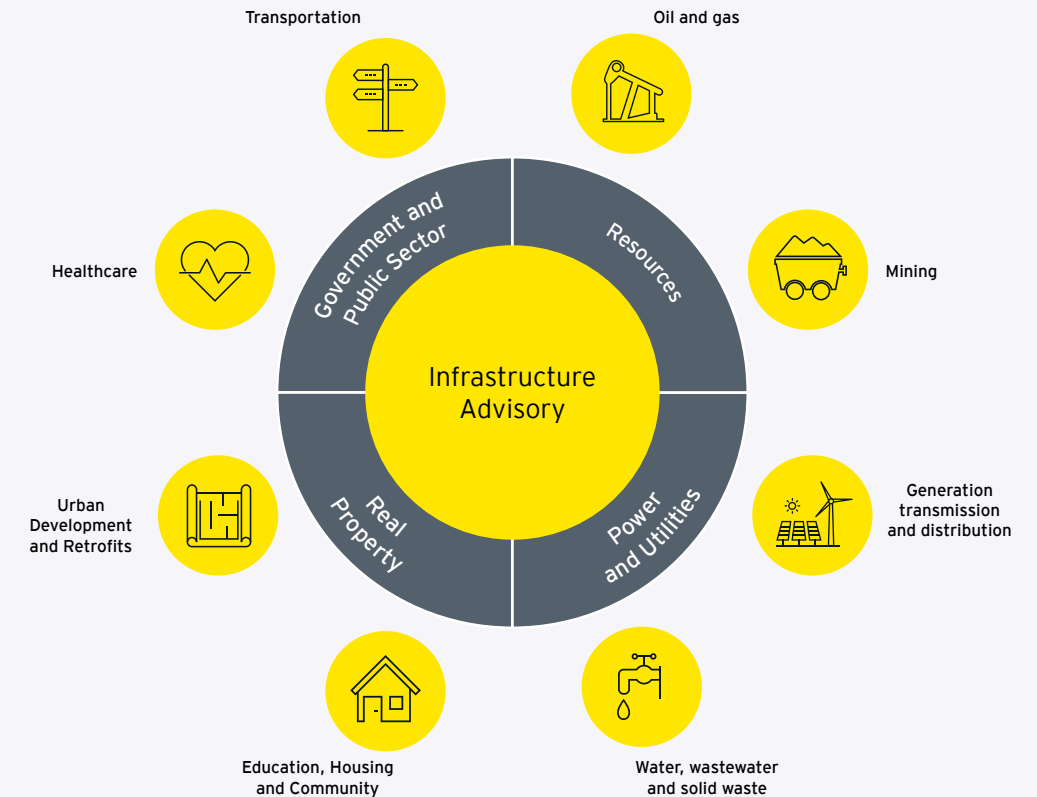 Transportation
Oil and gas
Government and
Public Sector
Resources
Healthcare
Mining
Infrastructure
Advisory
Urban
Development
and Retrofits
Real
Property
Power
and Utilities
Generation
transmission
and distribution
Education, Housing
and Community
Water, wastewater
and solid waste